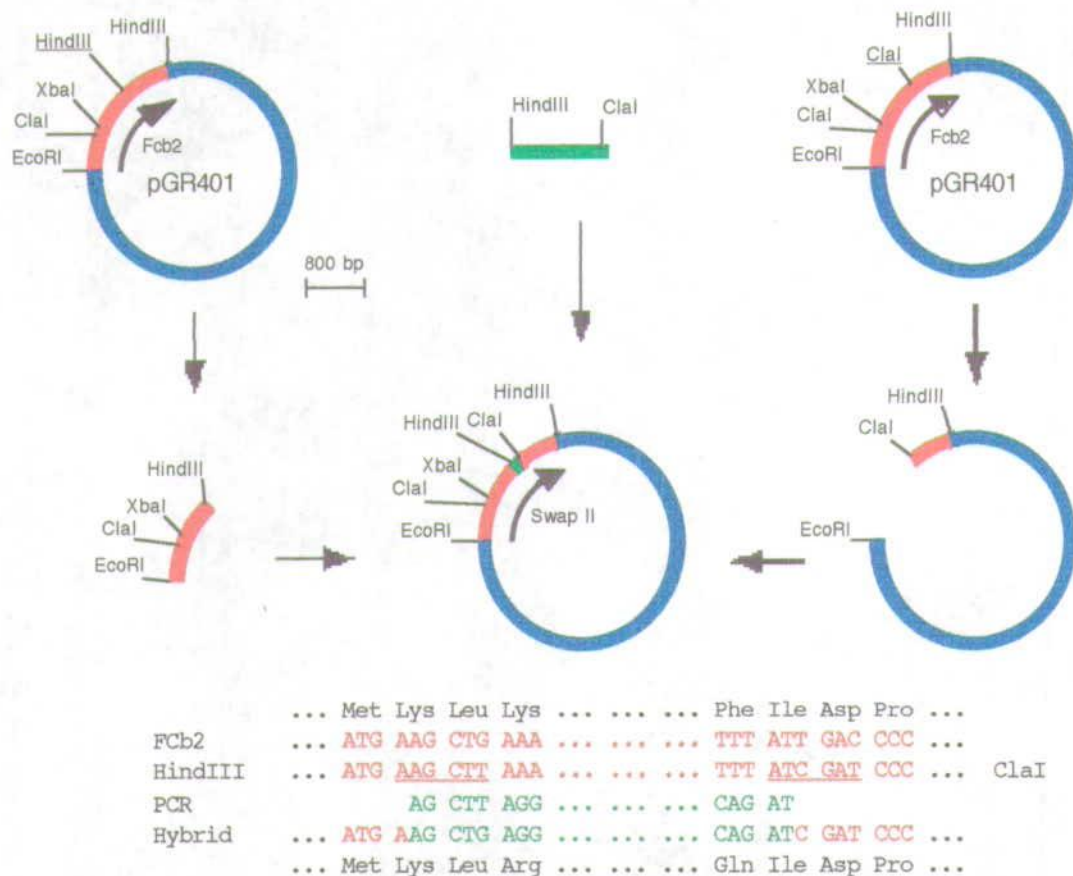 HindIII
HindIII
XbaI
ClaI
EcoRI
Fcb2
pGR401
800 bp
HindIII ClaI
HindIII
ClaI
XbaI
ClaI
EcoRI
Fcb2
pGR401
HindIII
XbaI
ClaI
EcoRI
HindIII
HindIII
ClaI
XbaI
ClaI
EcoRI
Swap II
HindIII
ClaI
EcoRI
... Met Lys Leu Lys ... ... ... Phe Ile Asp Pro ...
FCb2 ... ATG AAG CTG AAA ... ... ... TTT ATT GAC CCC ...
HindIII ... ATG AAG CTT AAA ... ... ... TTT ATC GAT CCC ... ClaI
PCR AG CTT AGG ... ... ... CAG AT
Hybrid ... ATG AAG CTG AGG ... ... ... CAG ATC GAT CCC ...
... Met Lys Leu Arg ... ... ... Gln Ile Asp Pro ...